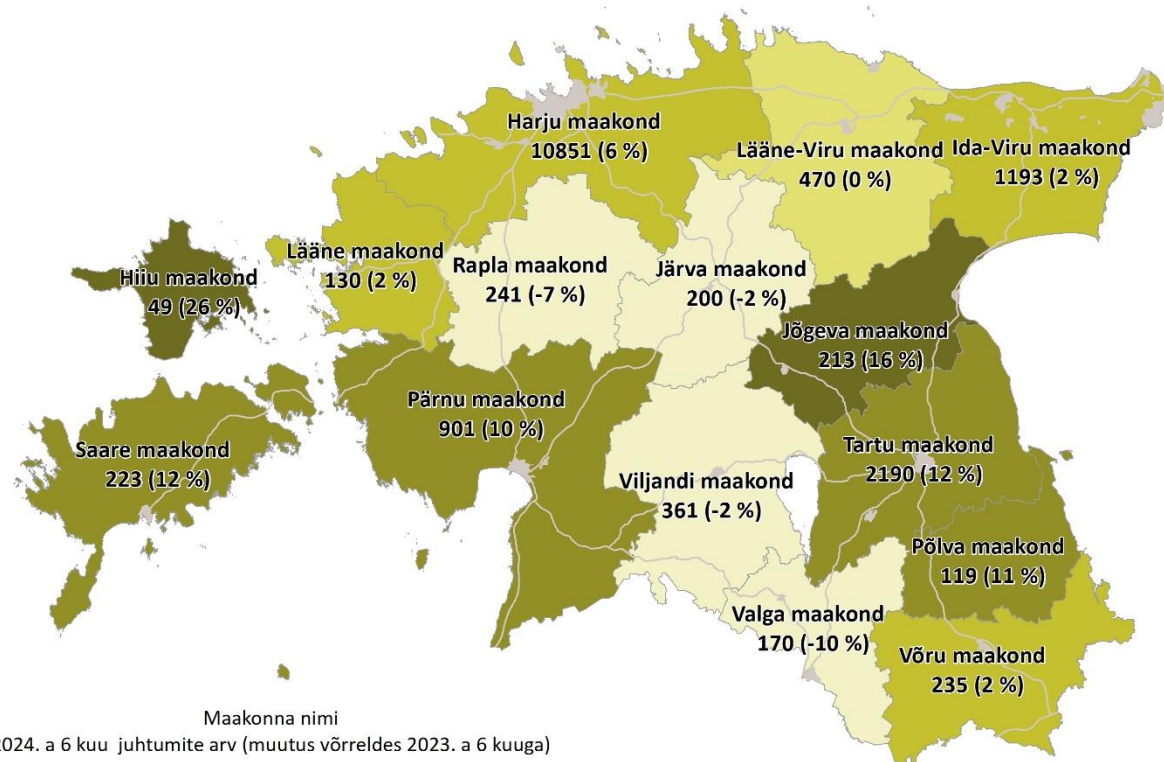 Harju maakond
10851 (6 %)
Lääne-Viru maakond
470 (0 %)
Ida-Viru maakond
1193 (2 %)
Hiiu maakond
49 (26 %)
Lääne maakond
130 (2 %)
Rapla maakond
241 (-7 %)
Järva maakond
200 (-2 %)
Jõgeva maakond
213 (16 %)
Saare maakond
223 (12 %)
Pärnu maakond
901 (10 %)
Viljandi maakond
361 (-2 %)
Tartu maakond
2190 (12 %)
Põlva maakond
119 (11 %)
Valga maakond
170 (-10 %)
Võru maakond
235 (2 %)
Maakonna nimi
2024. a 6 kuu juhtumite arv (muutus võrreldes 2023. a 6 kuuga)